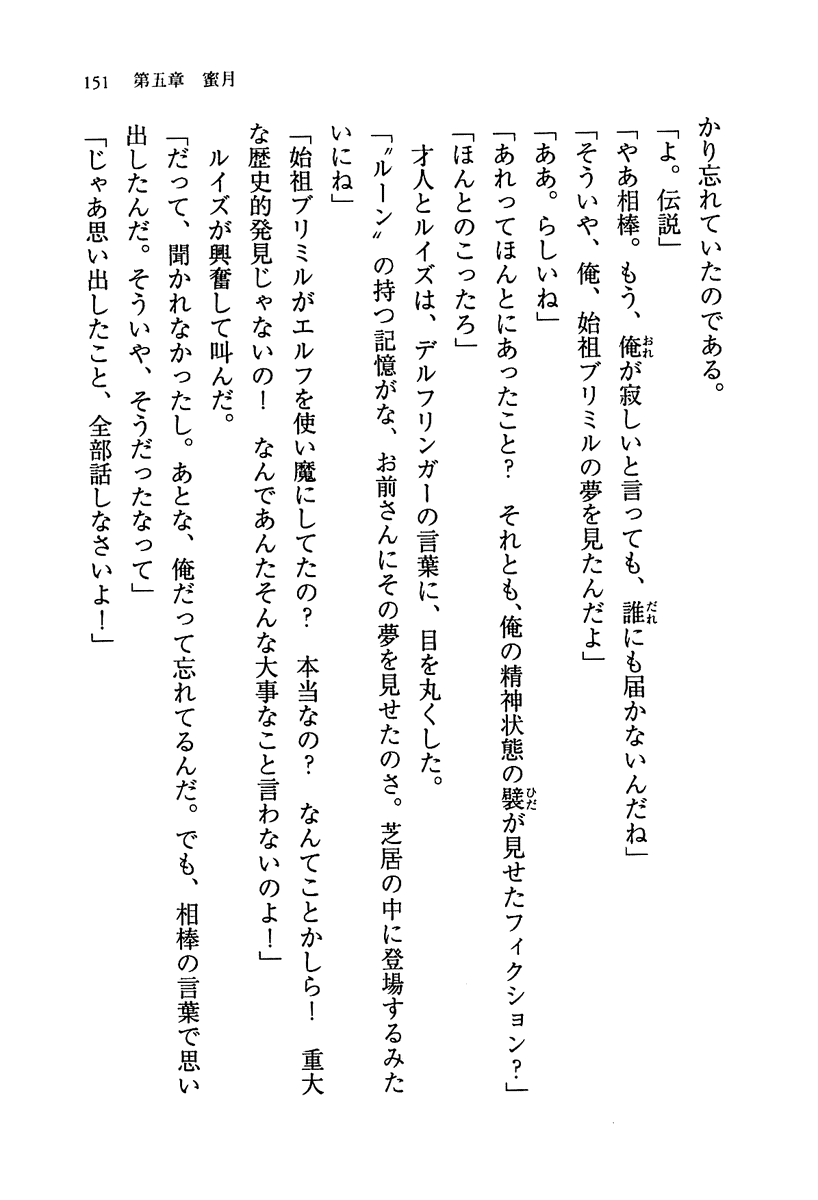 151　第五章　蜜月
かり忘れていたのである。
「よ。伝説」
「やあ相棒。もう、俺が寂しいと言っても、誰にも届かないんだね」
「そういや、俺、始祖ブリミルの夢を見たんだよ」
「ああ。らしいね」
「あれってほんとにあったこと？　それとも、俺の精神状態の襞が見せたフィクション？」
「ほんとのこったろ」
才人とルイズは、デルフリンガーの言葉に、目を丸くした。
「〝ルーン〟の持つ記憶がな、お前さんにその夢を見せたのさ。芝居の中に登場するみた
いにね」
「始祖ブリミルがエルフを使い魔にしてたの？　本当なの？　なんてことかしら！　重大
な歴史的発見じゃないの！　なんであんたそんな大事なこと言わないのよ！」
ルイズが興奮して叫んだ。
「だって、聞かれなかったし。あとな、俺だって忘れてるんだ。でも、相棒の言葉で思い
出したんだ。そういや、そうだったなって」
「じゃあ思い出したこと、全部話しなさいよ！」